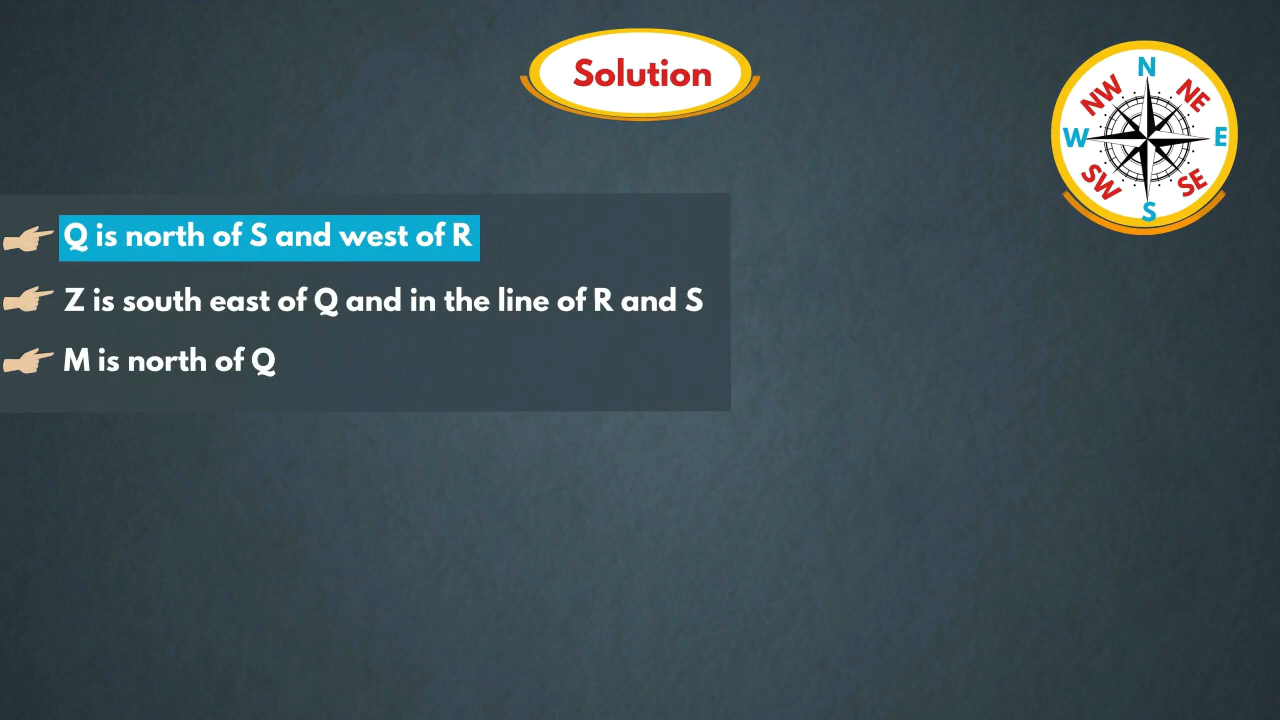 Solution
N
NW NE
W E
SW SE
S
Q is north of S and west of R
Z is south east of Q and in the line of R and S
M is north of Q